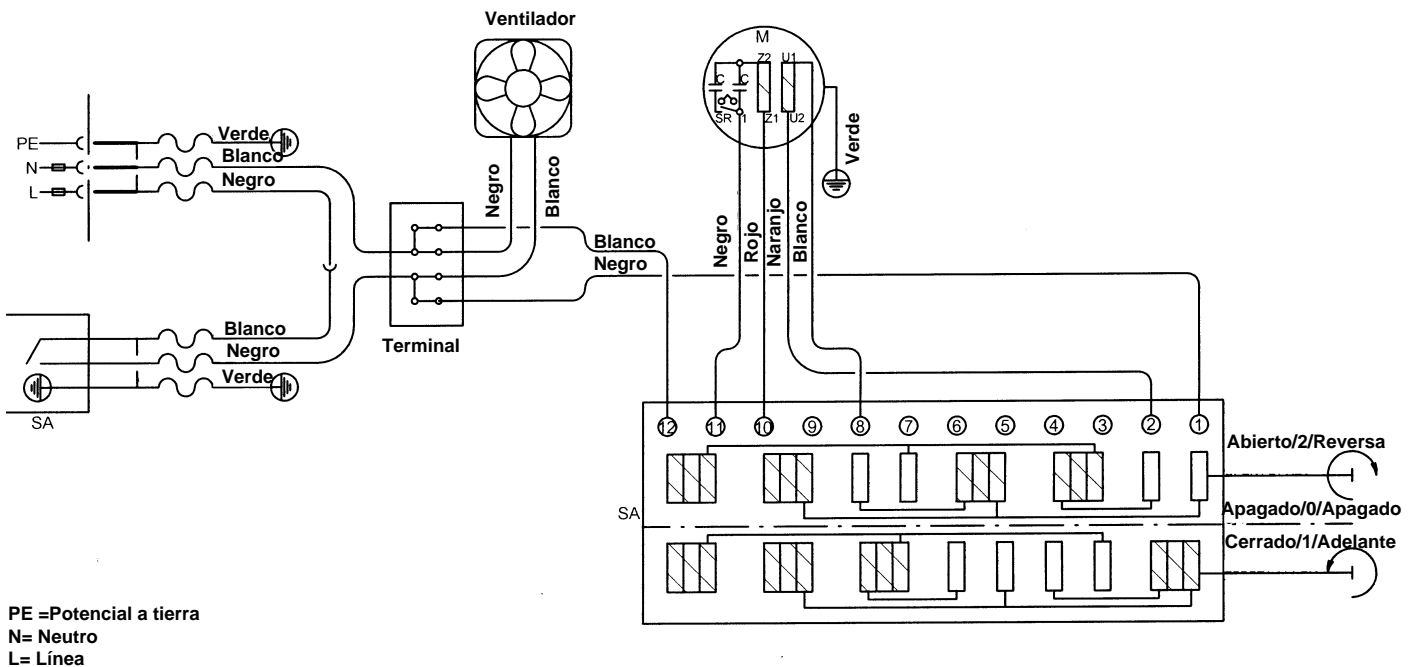 Ventilador
M
Z2 U1
C C
SR 1 Z1 U2
PE
N
L
Verde
Blanco
Negro
Negro
Blanco
Verde
Negro
Rojo
Naranjo
Blanco
Blanco
Negro
Blanco
Negro
Verde
Terminal
SA
12 11 10 9 8 7 6 5 4 3 2 1
SA
Abierto/2/Reversa
Apagado/0/Apagado
Cerrado/1/Adelante
PE =Potencial a tierra
N= Neutro
L= Línea